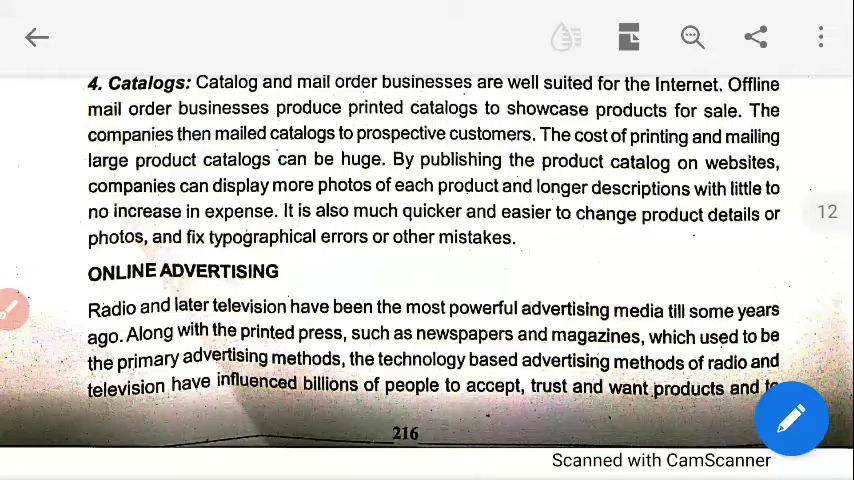 4. Catalogs: Catalog and mail order businesses are well suited for the Internet. Offline
mail order businesses produce printed catalogs to showcase products for sale. The
companies then mailed catalogs to prospective customers. The cost of printing and mailing
large product catalogs can be huge. By publishing the product catalog on websites,
companies can display more photos of each product and longer descriptions with little to
no increase in expense. It is also much quicker and easier to change product details or
12
photos, and fix typographical errors or other mistakes.
ONLINE ADVERTISING
Radio and later television have been the most powerful advertising media till some years
ago. Along with the printed press, such as newspapers and magazines, which used to be
the primary advertising methods, the technology based advertising methods of radio and
television have influenced billions of people to accept, trust and want products and to
216
Scanned with CamScanner